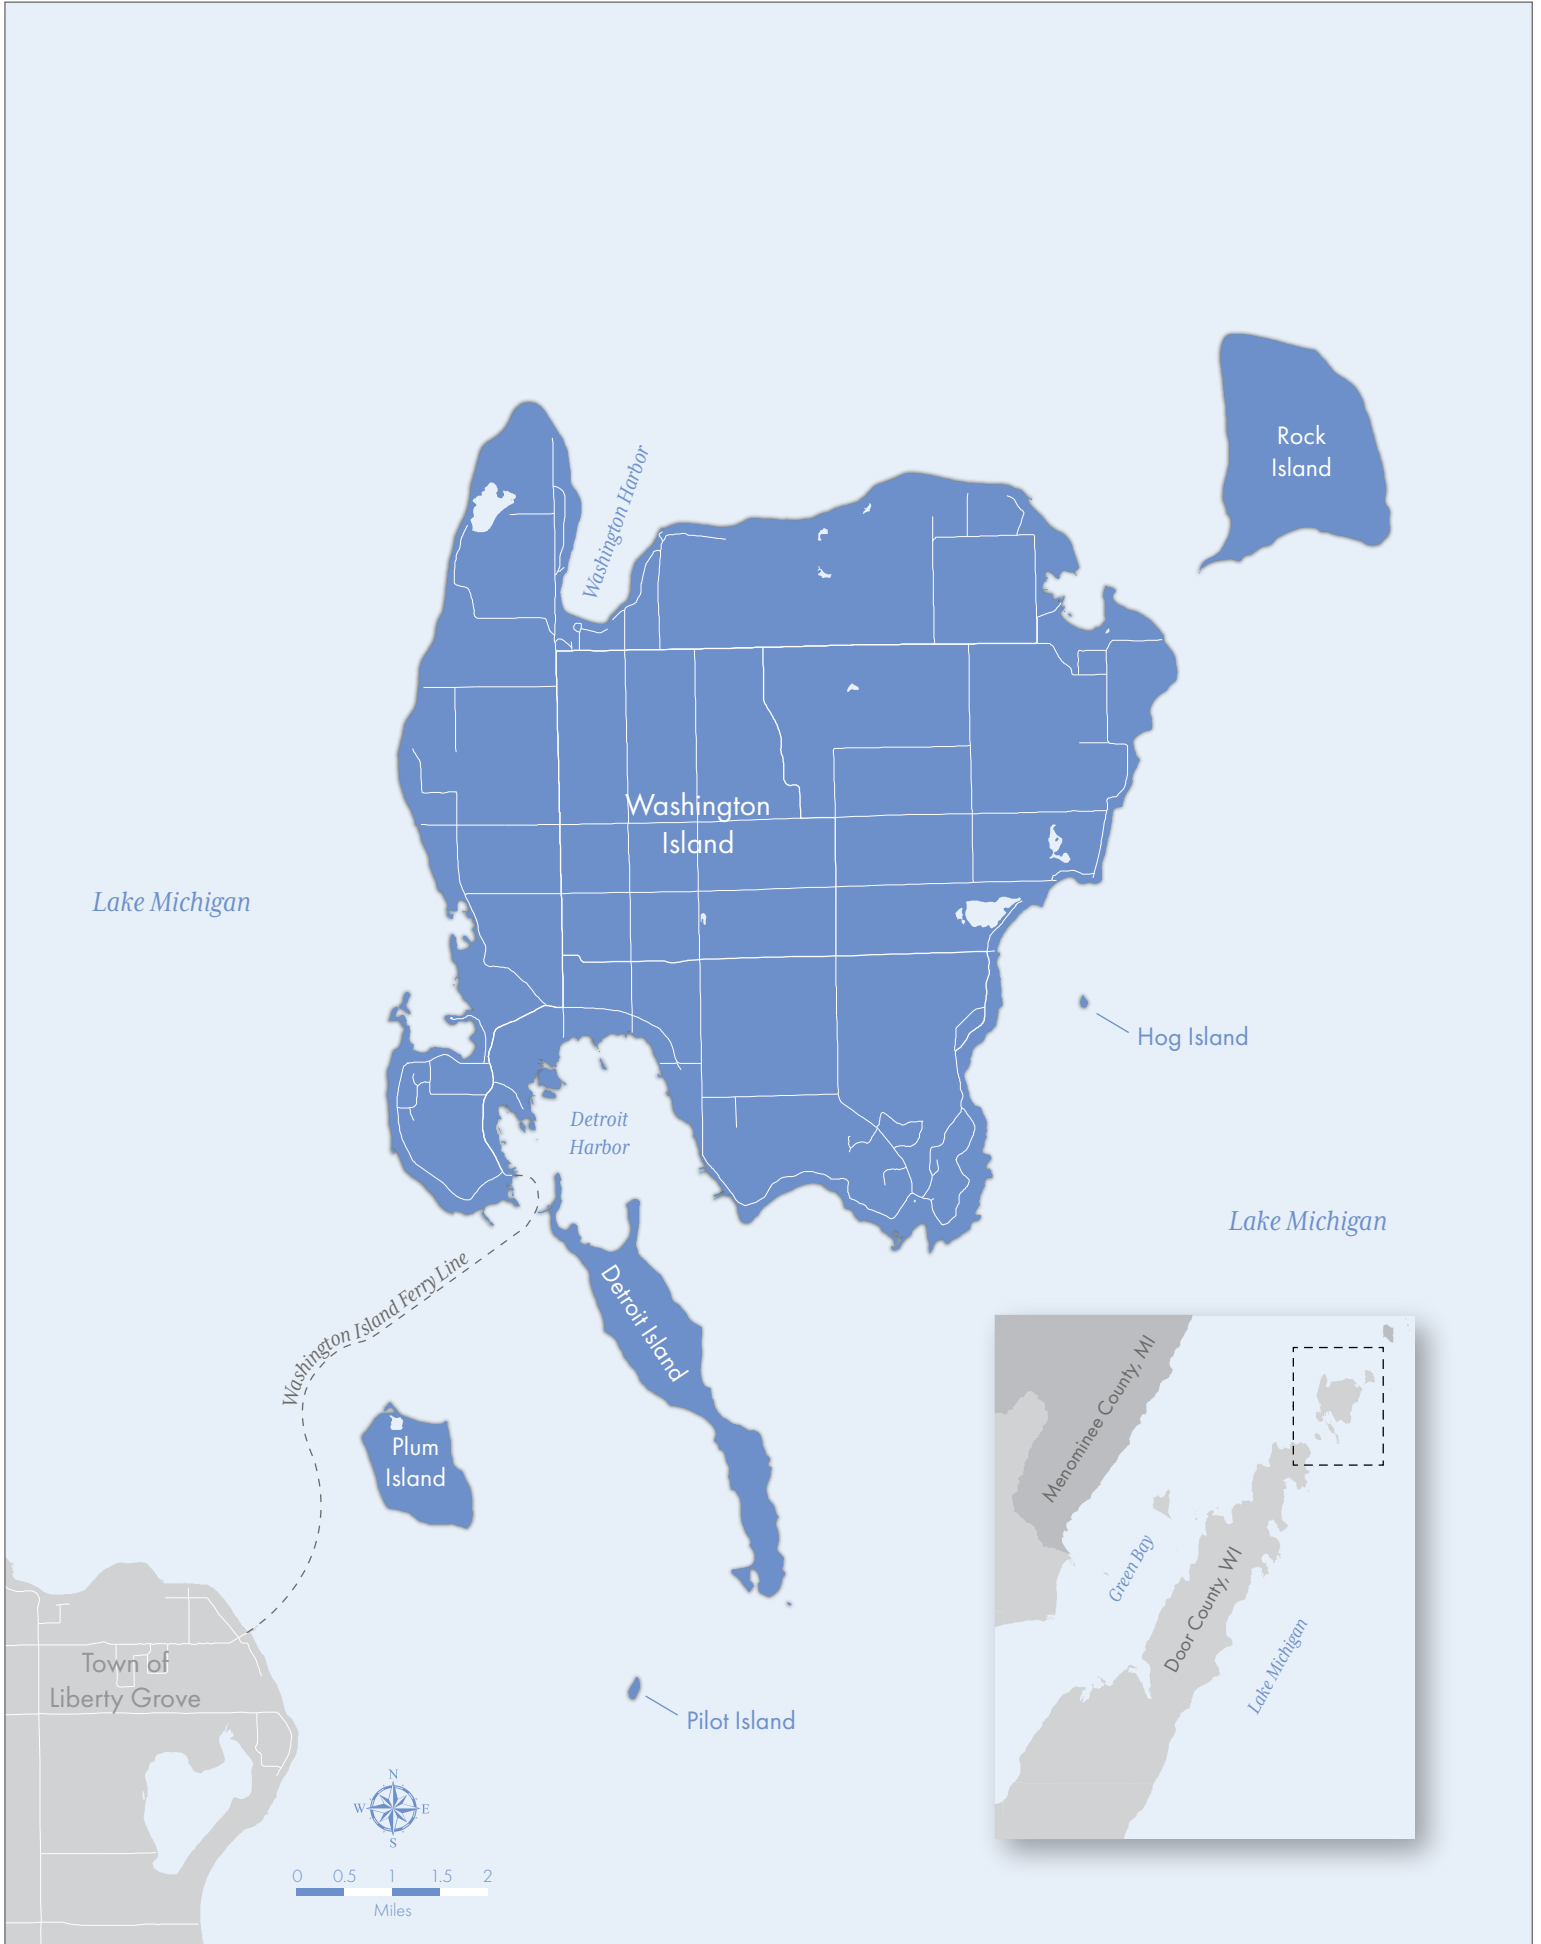 Rock
Island
Washington Harbor
Washington
Island
Lake Michigan
Hog Island
Detroit
Harbor
Lake Michigan
Washington Island Ferry Line
Detroit Island
Plum
Island
Menominee County, MI
Green Bay
Door County, WI
Lake Michigan
Town of
Liberty Grove
Pilot Island
N
W E
S
0 0.5 1 1.5 2
Miles